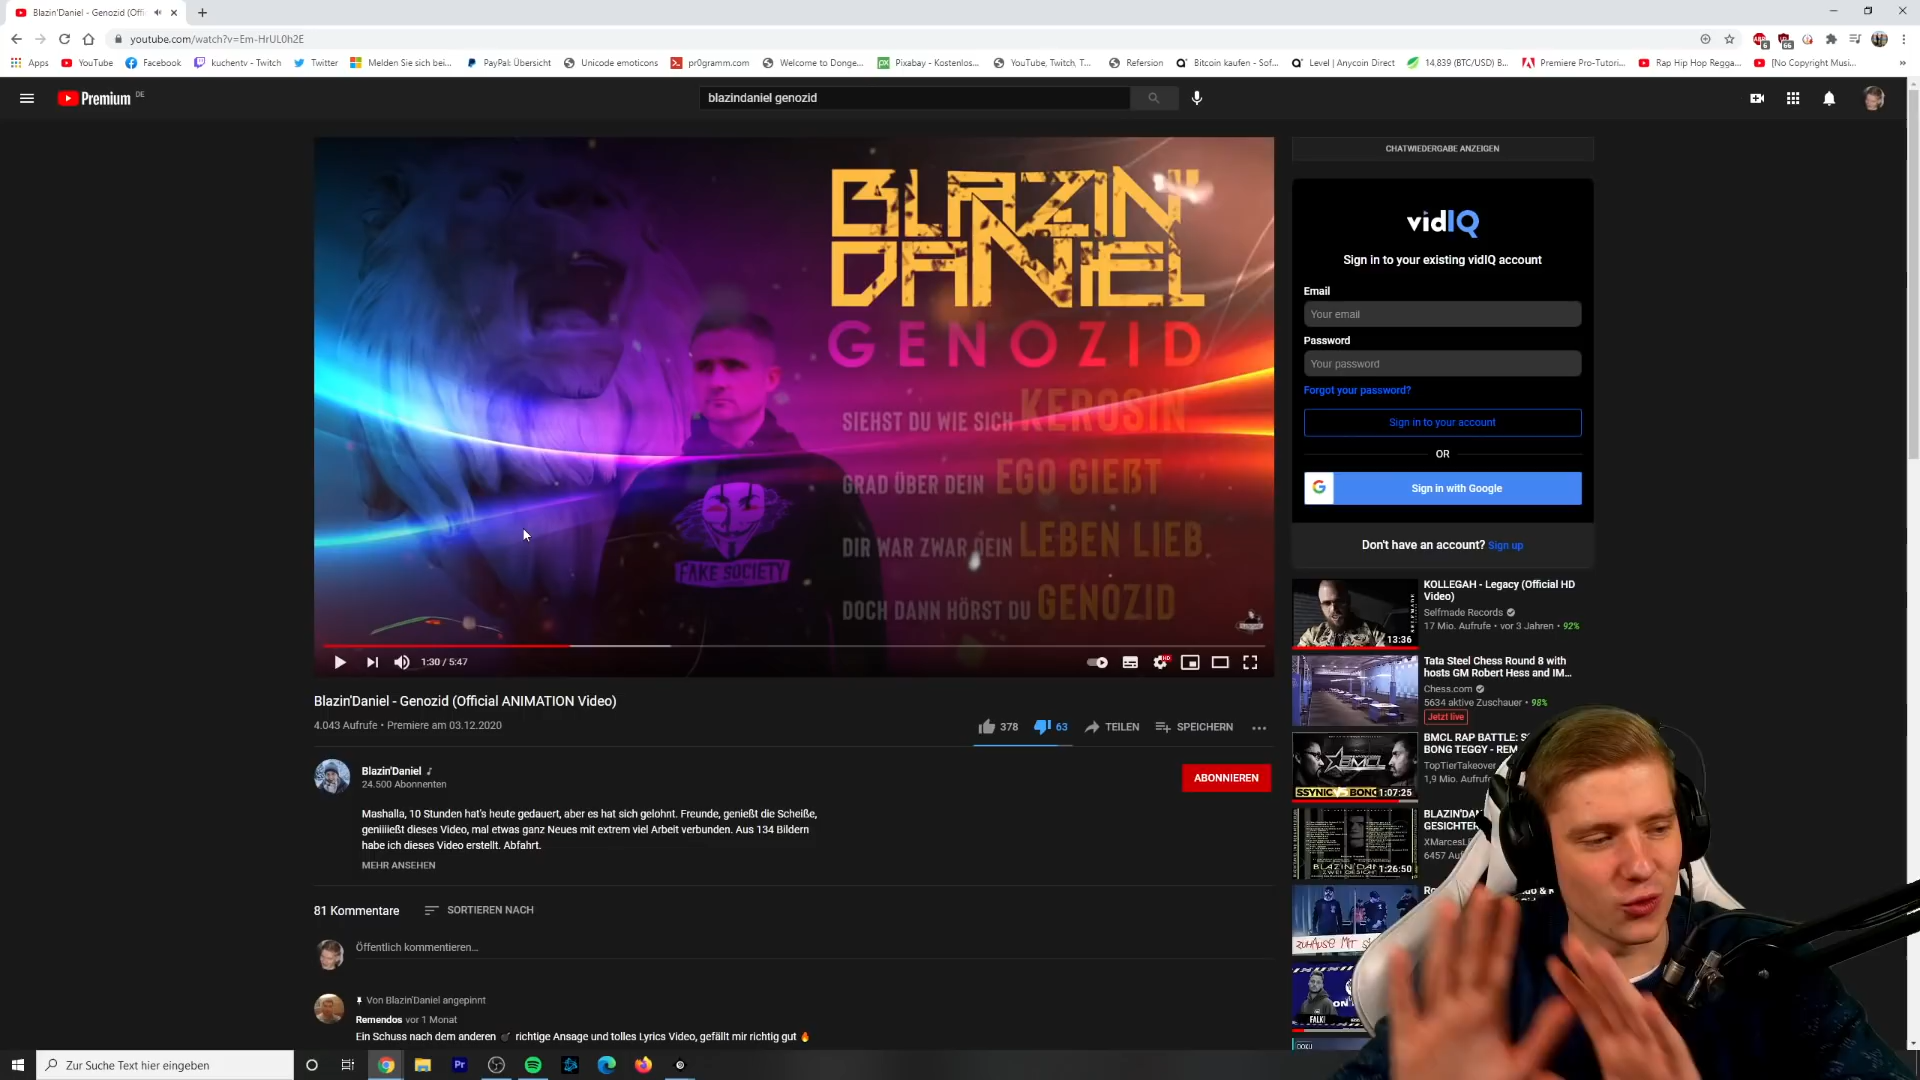 Blazin'Daniel - Genozid (Offi
youtube.com/watch?v=Em-HrUL0h2E
Apps
YouTube
Facebook
kuchentv - Twitch
Twitter
Melden Sie sich bei...
PayPal: Übersicht
Unicode emoticons
pr0gramm.com
Welcome to Donge...
Pixabay - Kostenlos...
YouTube, Twitch, T...
Refersion
Bitcoin kaufen - Sof...
Level | Anycoin Direct
14,839 (BTC/USD) B...
Premiere Pro-Tutori...
Rap Hip Hop Regga...
[No Copyright Musi...
Premium DE
blazindaniel genozid
BLAZIN'
DANIEL
GENOZID
SIEHST DU WIE SICH KEROSIN
GRAD ÜBER DEIN EGO GIEẞT
DIR WAR ZWAR DEIN LEBEN LIEB
DOCH DANN HÖRST DU GENOZID
FAKE SOCIETY
1:30 / 5:47
Blazin'Daniel - Genozid (Official ANIMATION Video)
4.043 Aufrufe • Premiere am 03.12.2020
378
63
TEILEN
SPEICHERN
Blazin'Daniel
24.500 Abonnenten
ABONNIEREN
Mashalla, 10 Stunden hat's heute gedauert, aber es hat sich gelohnt. Freunde, genießt die Scheiße,
geniiiießt dieses Video, mal etwas ganz Neues mit extrem viel Arbeit verbunden. Aus 134 Bildern
habe ich dieses Video erstellt. Abfahrt.
MEHR ANSEHEN
81 Kommentare
SORTIEREN NACH
Öffentlich kommentieren...
Von Blazin'Daniel angepinnt
Remendos vor 1 Monat
Ein Schuss nach dem anderen 💣 richtige Ansage und tolles Lyrics Video, gefällt mir richtig gut 🔥
CHATWIEDERGABE ANZEIGEN
vidIQ
Sign in to your existing vidIQ account
Email
Your email
Password
Your password
Forgot your password?
Sign in to your account
OR
Sign in with Google
Don't have an account? Sign up
KOLLEGAH - Legacy (Official HD
Video)
Selfmade Records
17 Mio. Aufrufe • vor 3 Jahren • 92%
13:36
Tata Steel Chess Round 8 with
hosts GM Robert Hess and IM...
Chess.com
5634 aktive Zuschauer • 98%
Jetzt live
BMCL RAP BATTLE: S
BONG TEGGY - REM
TopTierTakeover
1,9 Mio. Aufruf
BMCL
SSYNIC VS BONG
1:07:25
BLAZIN'DAN
GESICHTER
XMarcesL
6457 Auf
1:26:50
ZUHAUSE MIT
FALK
DOKU
Zur Suche Text hier eingeben